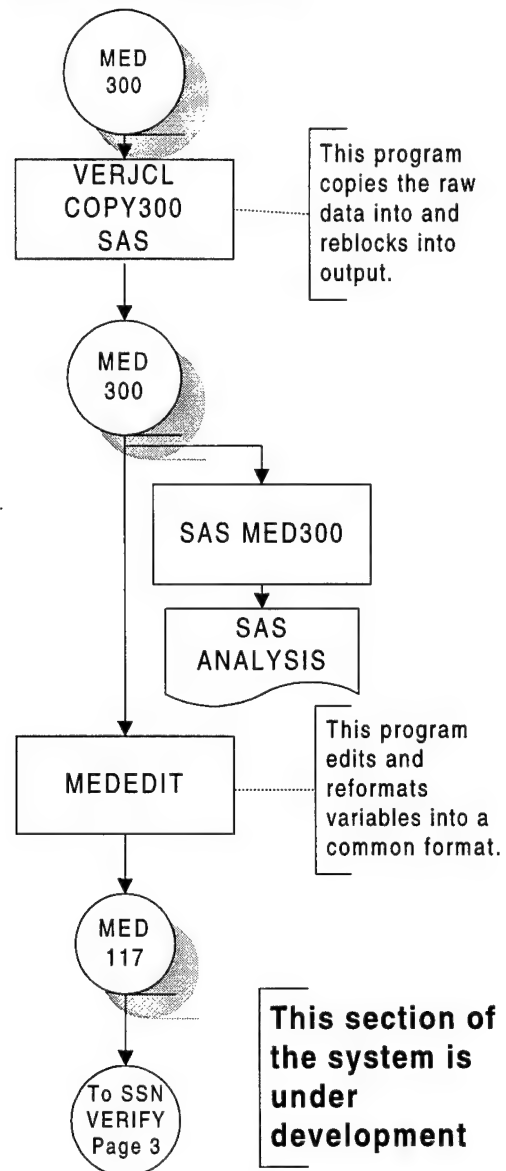 MED
300
VERJCL
COPY300
SAS
This program
copies the raw
data into and
reblocks into
output.
MED
300
SAS MED300
SAS
ANALYSIS
MEDEDIT
This program
edits and
reformats
variables into a
common format.
MED
117
This section of
the system is
under
development
To SSN
VERIFY
Page 3